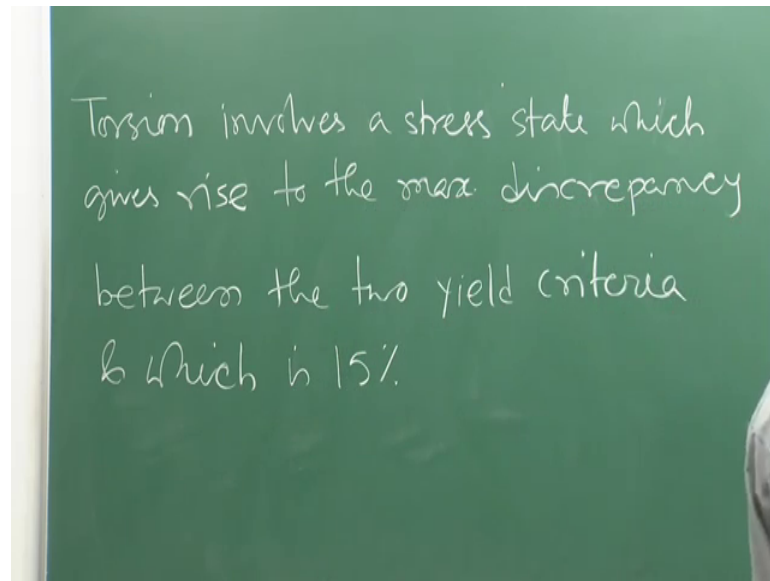 Torsion involves a stress state which
gives rise to the max. discrepancy
between the two yield criteria
& which is 15%